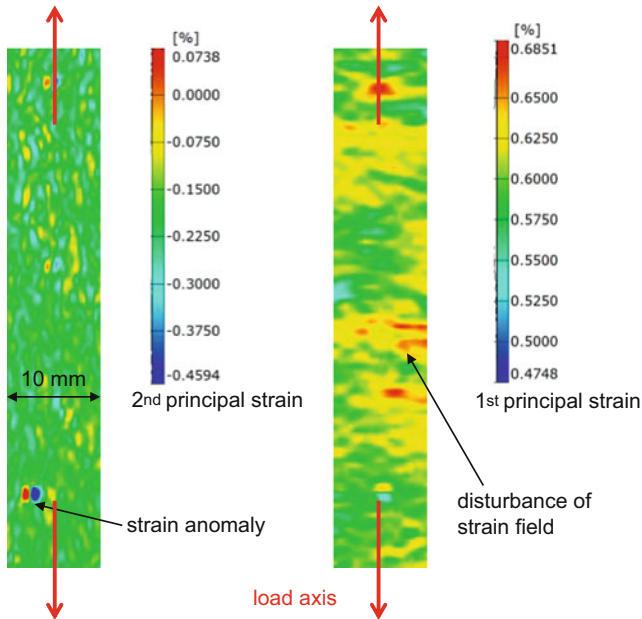 [%]
0.0738
0.0000
-0.0750
-0.1500
-0.2250
-0.3000
-0.3750
-0.4594
2nd principal strain
10 mm
strain anomaly
[%]
0.6851
0.6500
0.6250
0.6000
0.5750
0.5500
0.5250
0.5000
0.4748
1st principal strain
disturbance of
strain field
load axis